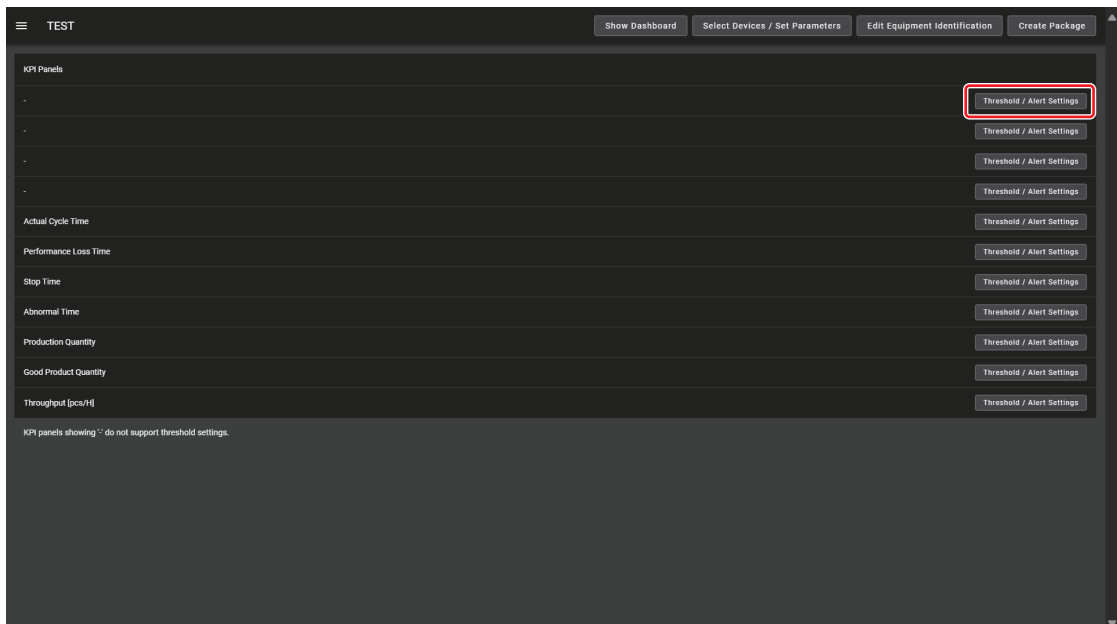 TEST Show Dashboard Select Devices / Set Parameters Edit Equipment Identification Create Package
KPI Panels
- Threshold / Alert Settings
- Threshold / Alert Settings
- Threshold / Alert Settings
- Threshold / Alert Settings
Actual Cycle Time Threshold / Alert Settings
Performance Loss Time Threshold / Alert Settings
Stop Time Threshold / Alert Settings
Abnormal Time Threshold / Alert Settings
Production Quantity Threshold / Alert Settings
Good Product Quantity Threshold / Alert Settings
Throughput [pcs/H] Threshold / Alert Settings
KPI panels showing '-' do not support threshold settings.